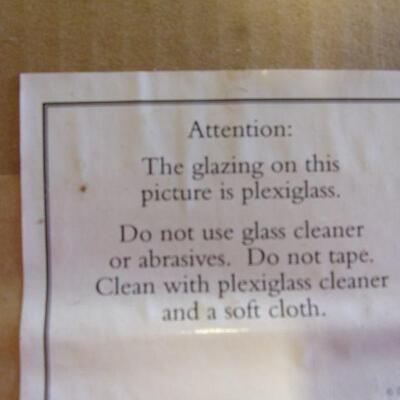 Attention:
The glazing on this
picture is plexiglass.
Do not use glass cleaner
or abrasives. Do not tape.
Clean with plexiglass cleaner
and a soft cloth.